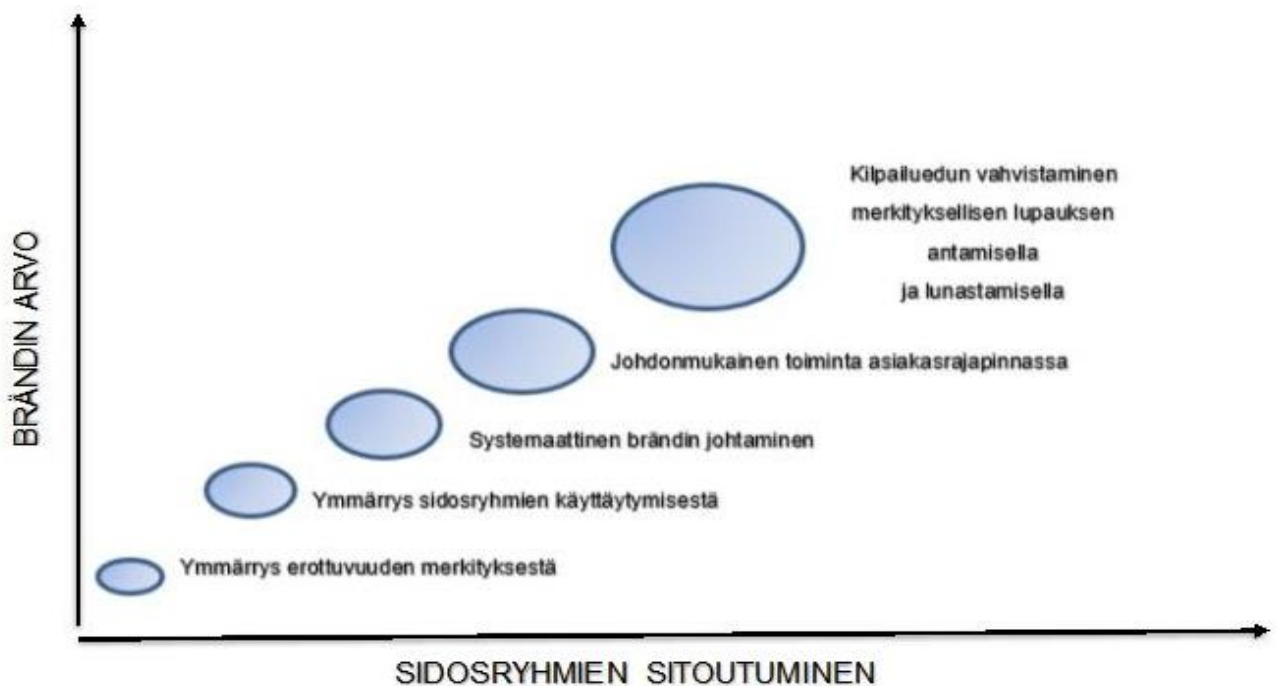 BRÄNDIN ARVO
Kilpailuedun vahvistaminen
merkityksellisen lupauksen
antamisella
ja lunastamisella
Johdonmukainen toiminta asiakasrajapinnassa
Systemaattinen brändin johtaminen
Ymmärrys sidosryhmien käyttäytymisestä
Ymmärrys erottuvuuden merkityksestä
SIDOSRYHMIEN SITOUTUMINEN